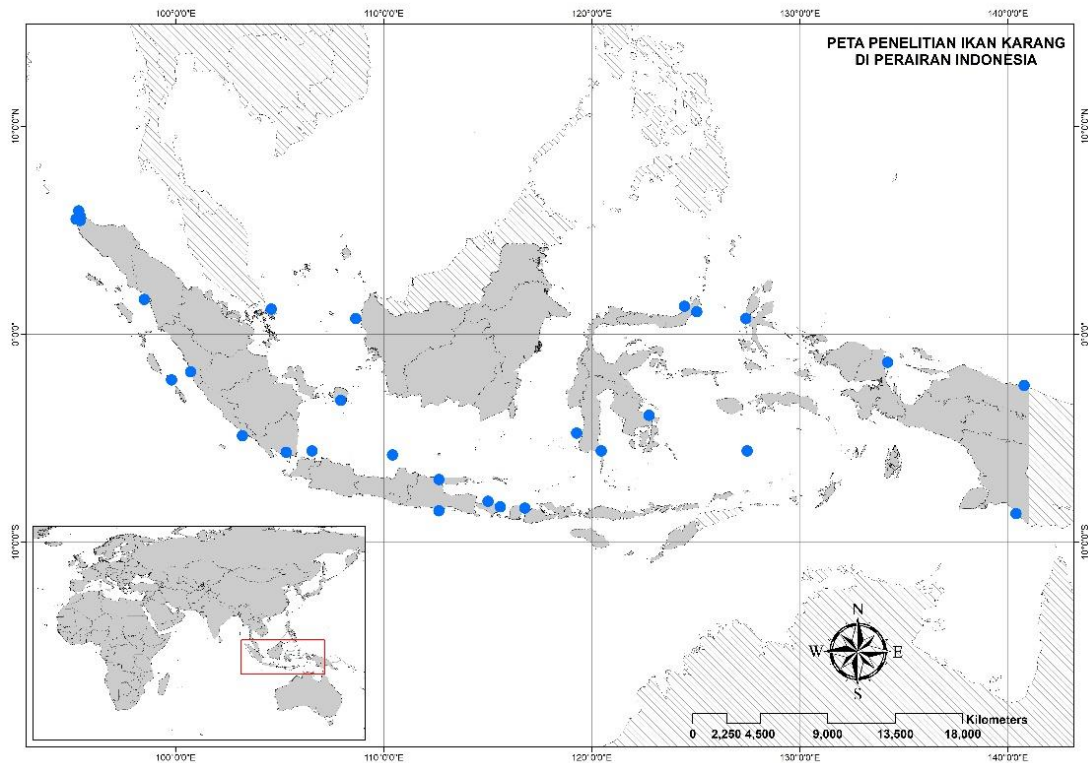 100°0'0"E 110°0'0"E 120°0'0"E 130°0'0"E 140°0'0"E
PETA PENELITIAN IKAN KARANG
DI PERAIRAN INDONESIA
10°0'0"N 10°0'0"N
0°0'0" 0°0'0"
10°0'0"S 10°0'0"S
N
W E
S
Kilometers
0 2,250 4,500 9,000 13,500 18,000
100°0'0"E 110°0'0"E 120°0'0"E 130°0'0"E 140°0'0"E